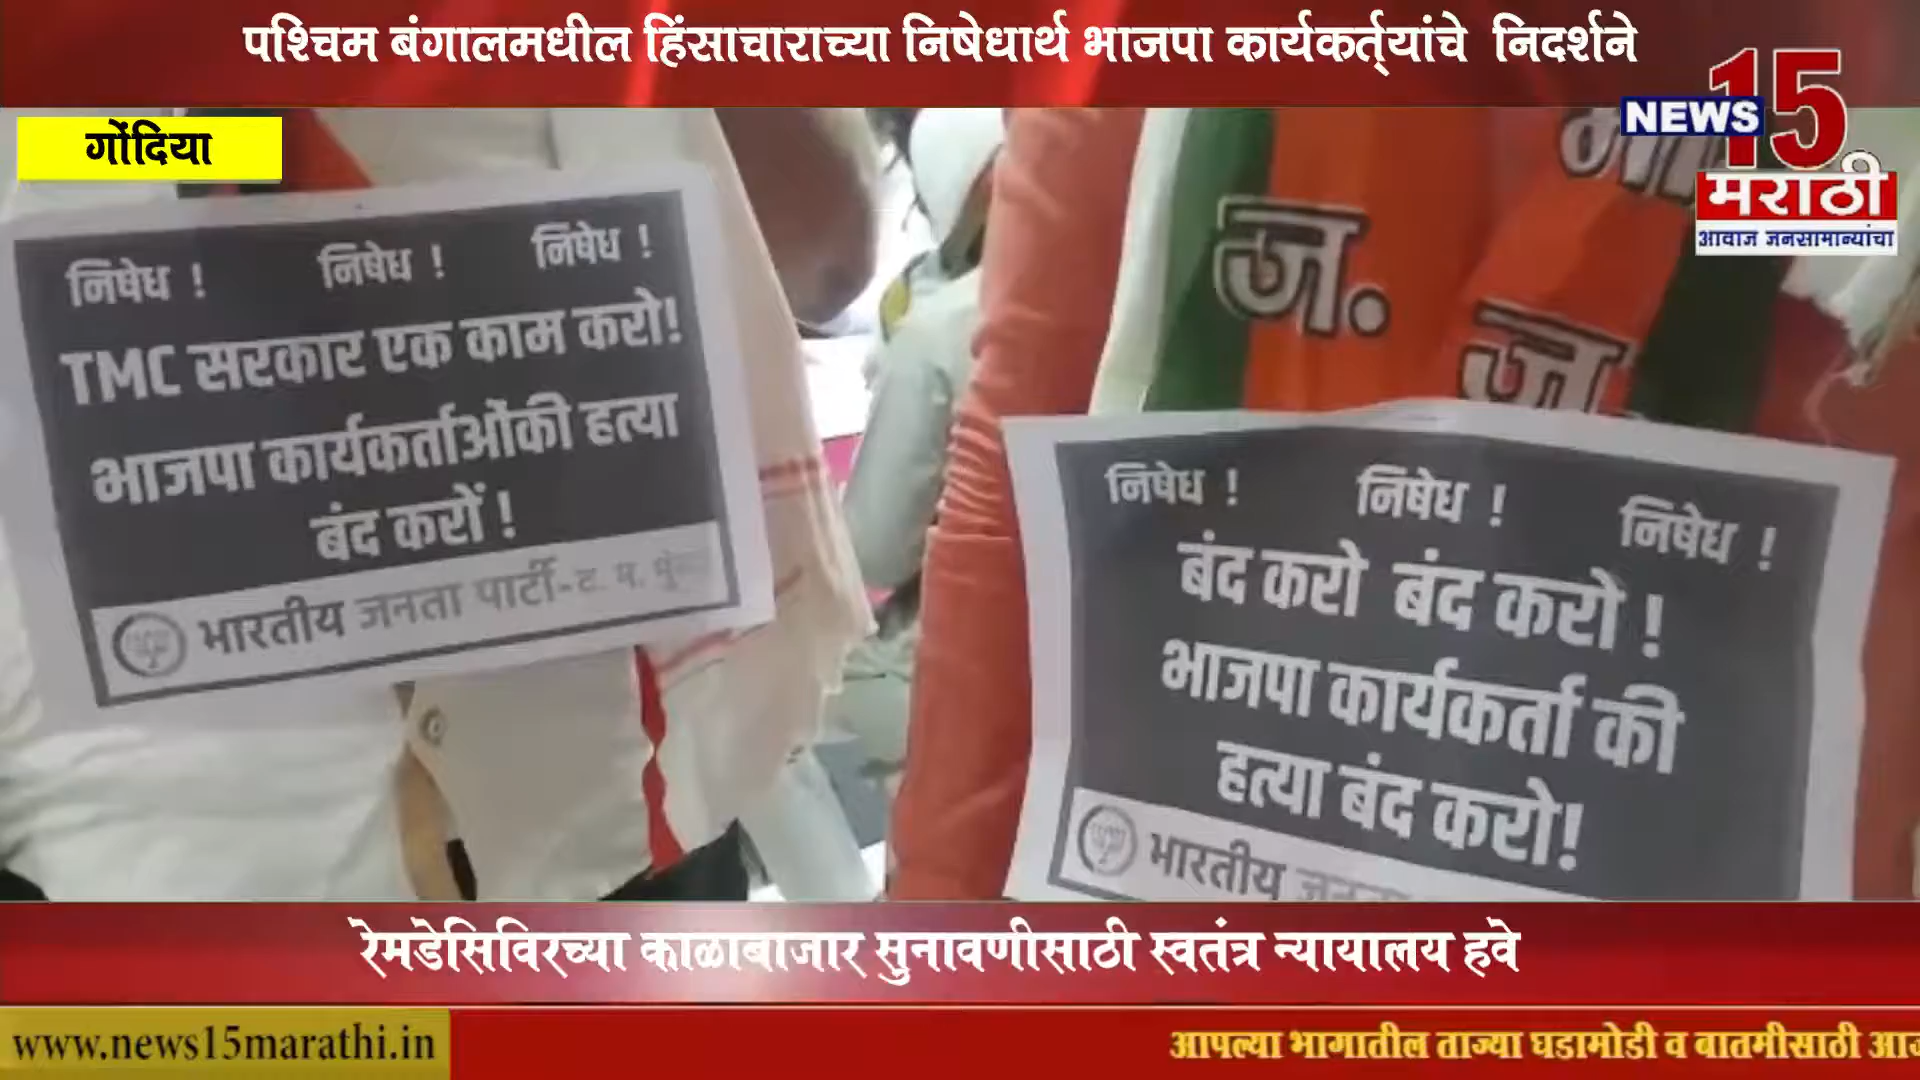 पश्चिम बंगालमधील हिंसाचाराच्या निषेधार्थ भाजपा कार्यकर्त्यांचे निदर्शने
NEWS 15
मराठी
आवाज जनसामान्यांचा
गोंदिया
निषेध ! निषेध ! निषेध !
TMC सरकार एक काम करो!
भाजपा कार्यकर्ताओंकी हत्या
बंद करों !
भारतीय जनता पार्टी-
ज.
ज.
निषेध ! निषेध ! निषेध !
बंद करो बंद करो !
भाजपा कार्यकर्ता की
हत्या बंद करो!
भारतीय
रेमडेसिविरच्या काळाबाजार सुनावणीसाठी स्वतंत्र न्यायालय हवे
www.news15marathi.in
आपल्या भागातील ताज्या घडामोडी व बातमीसाठी